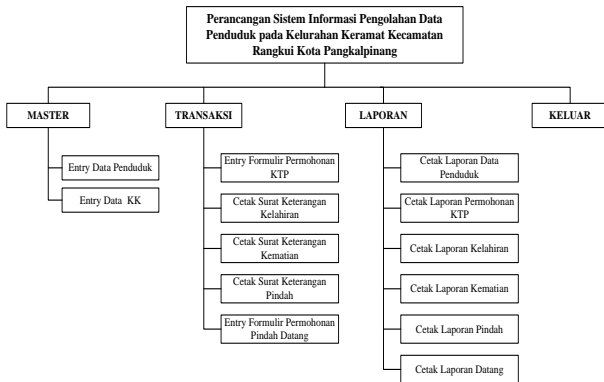 Perancangan Sistem Informasi Pengolahan Data
Penduduk pada Kelurahan Keramat Kecamatan
Rangkui Kota Pangkalpinang
MASTER
TRANSAKSI
LAPORAN
KELUAR
Entry Data Penduduk
Entry Data KK
Entry Formulir Permohonan
KTP
Cetak Surat Keterangan
Kelahiran
Cetak Surat Keterangan
Kematian
Cetak Surat Keterangan
Pindah
Entry Formulir Permohonan
Pindah Datang
Cetak Laporan Data
Penduduk
Cetak Laporan Permohonan
KTP
Cetak Laporan Kelahiran
Cetak Laporan Kematian
Cetak Laporan Pindah
Cetak Laporan Datang